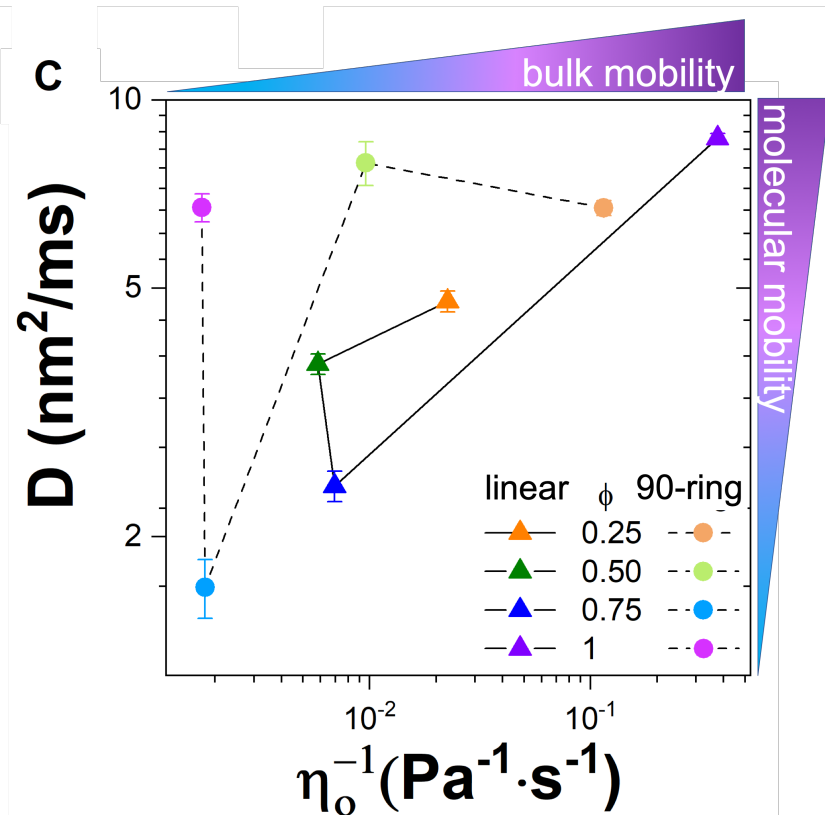 C
bulk mobility
molecular mobility
10
5
2
D (nm²/ms)
linear ϕ 90-ring
0.25
0.50
0.75
1
10⁻² 10⁻¹
ηₒ⁻¹(Pa⁻¹·s⁻¹)